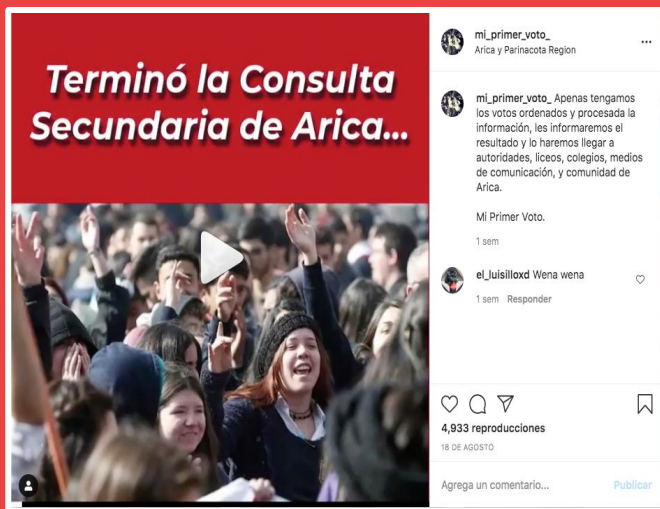 Terminó la Consulta
Secundaria de Arica...
mi_primer_voto_
Arica y Parinacota Region
mi_primer_voto_ Apenas tengamos
los votos ordenados y procesada la
información, les informaremos el
resultado y lo haremos llegar a
autoridades, liceos, colegios, medios
de comunicación, y comunidad de
Arica.
Mi Primer Voto.
1 sem
el_luisilloxd Wena wena
1 sem Responder
4,933 reproducciones
18 DE AGOSTO
Agrega un comentario... Publicar